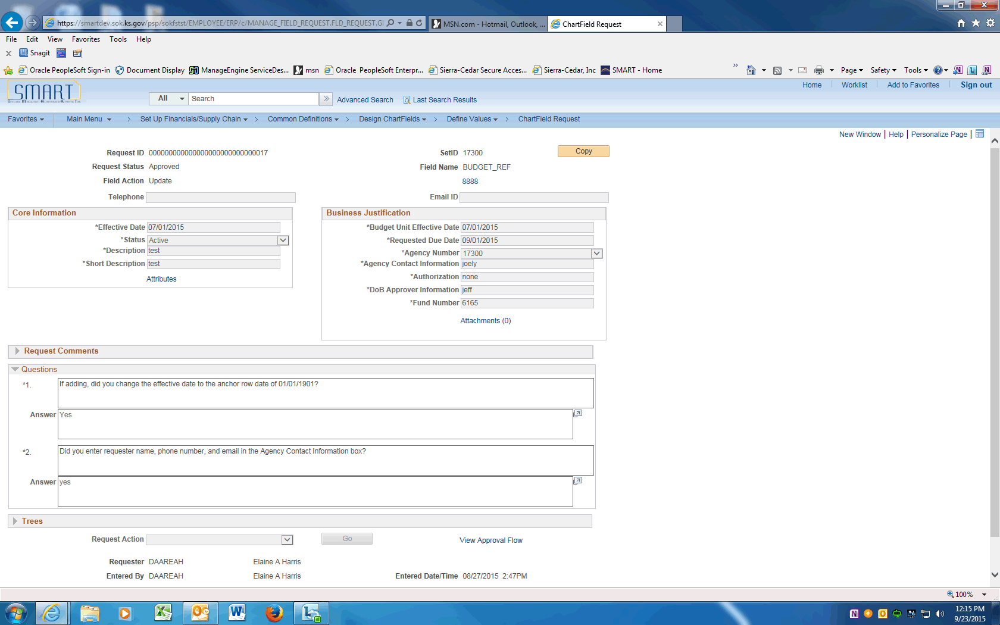 https://smartdev.sok.ks.gov/psp/sokfstst/EMPLOYEE/ERP/c/MANAGE_FIELD_REQUEST.FLD_REQUEST.GI
MSN.com - Hotmail, Outlook, ...
ChartField Request
File Edit View Favorites Tools Help
x Snagit
Oracle PeopleSoft Sign-in Document Display ManageEngine ServiceDes... msn Oracle PeopleSoft Enterpr... Sierra-Cedar Secure Acces... Sierra-Cedar, Inc SMART - Home » Page Safety Tools
SMART
Home Worklist Add to Favorites Sign out
All Search » Advanced Search Last Search Results
Favorites Main Menu > Set Up Financials/Supply Chain > Common Definitions > Design ChartFields > Define Values > ChartField Request
New Window | Help | Personalize Page |
Request ID 00000000000000000000000000017 SetID 17300 Copy
Request Status Approved Field Name BUDGET_REF
Field Action Update 8888
Telephone Email ID
Core Information
*Effective Date 07/01/2015
*Status Active
*Description test
*Short Description test
Attributes
Business Justification
*Budget Unit Effective Date 07/01/2015
*Requested Due Date 09/01/2015
*Agency Number 17300
*Agency Contact Information joely
*Authorization none
*DoB Approver Information jeff
*Fund Number 6165
Attachments (0)
Request Comments
Questions
*1. If adding, did you change the effective date to the anchor row date of 01/01/1901?
Answer Yes
*2. Did you enter requester name, phone number, and email in the Agency Contact Information box?
Answer yes
Trees
Request Action Go View Approval Flow
Requester DAAREAH Elaine A Harris
Entered By DAAREAH Elaine A Harris Entered Date/Time 08/27/2015 2:47PM
100%
12:15 PM
9/23/2015